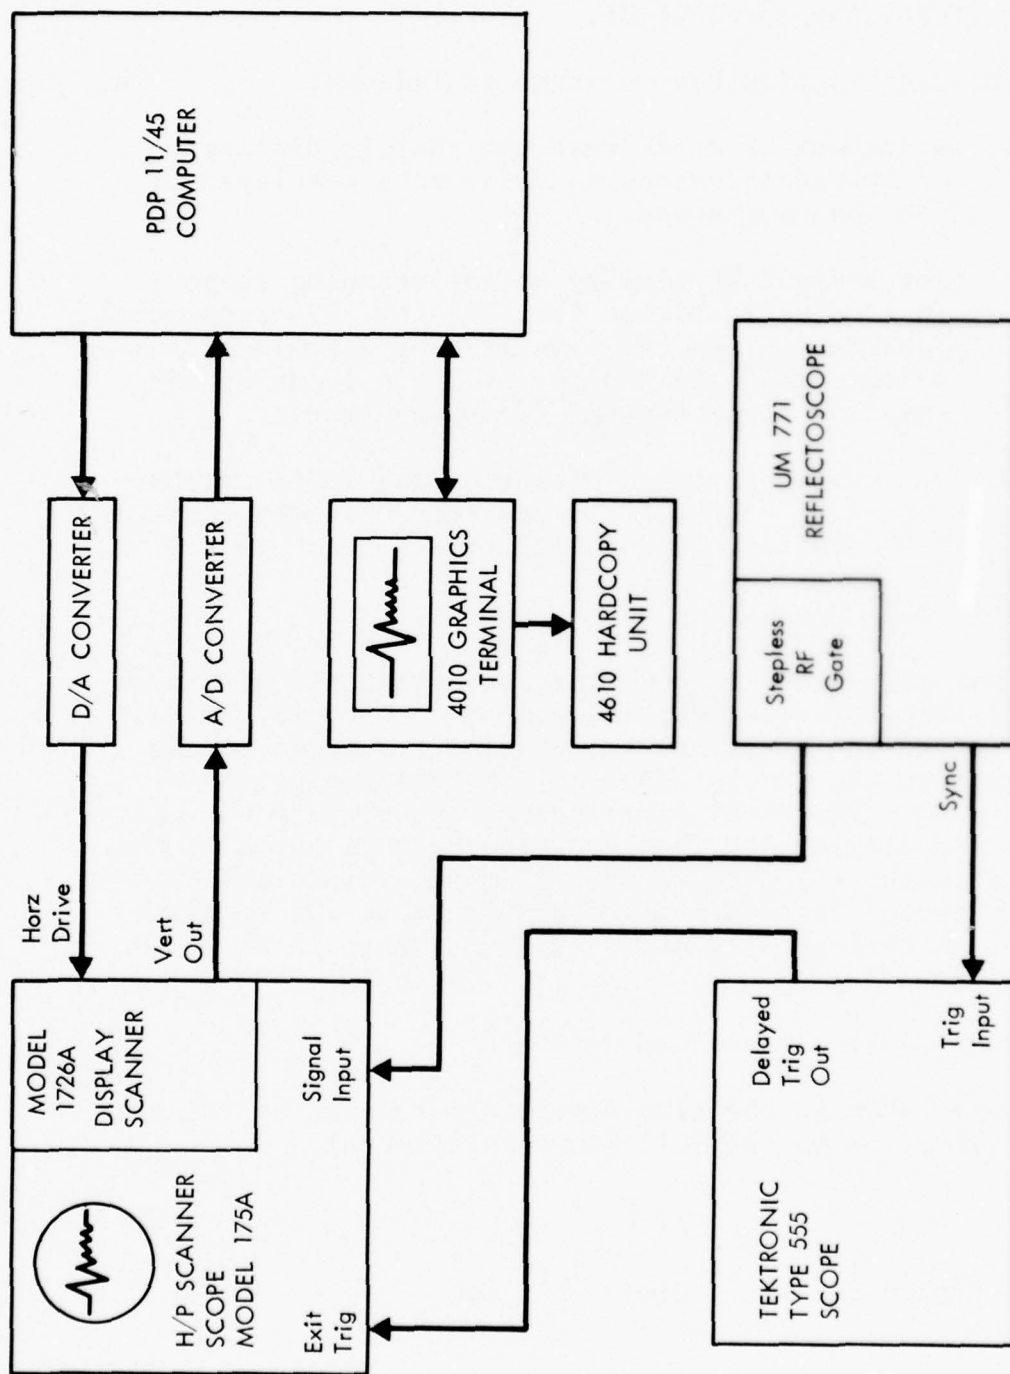 MODEL
1726A
DISPLAY
SCANNER
H/P SCANNER
SCOPE
MODEL 175A
Exit
Trig
Signal
Input
Horz
Drive
Vert
Out
D/A CONVERTER
A/D CONVERTER
PDP 11/45
COMPUTER
4010 GRAPHICS
TERMINAL
4610 HARDCOPY
UNIT
TEKTRONIC
TYPE 555
SCOPE
Delayed
Trig
Out
Trig
Input
Sync
Stepless
RF
Gate
UM 771
REFLECTOSCOPE